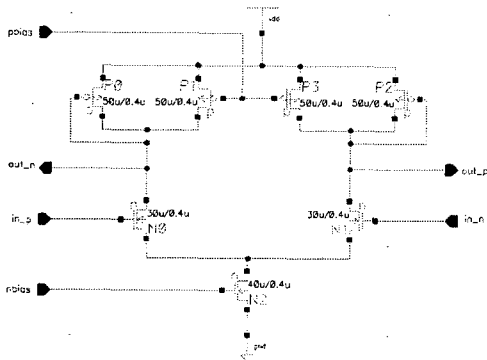 vdd
pbias
P0
P1
P3
P2
50u/0.4u
50u/0.4u
50u/0.4u
50u/0.4u
out_n
out_p
30u/0.4u
30u/0.4u
in_p
in_n
N0
N1
40u/0.4u
nbias
N2
gnd